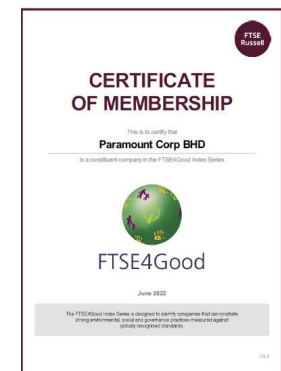 FTSE
Russell
CERTIFICATE
OF MEMBERSHIP
This is to certify that
Paramount Corp BHD
is a constituent company in the FTSE4Good Index Series
FTSE4Good
June 2022
The FTSE4Good Index Series is designed to identify companies that demonstrate
strong environmental, social and governance practices measured against
globally recognised standards.